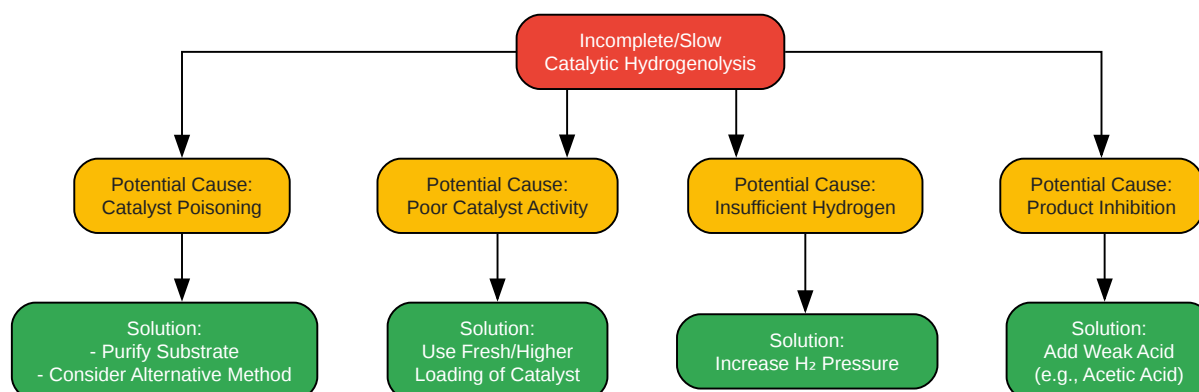 Incomplete/Slow
Catalytic Hydrogenolysis
Potential Cause:
Catalyst Poisoning
Potential Cause:
Poor Catalyst Activity
Potential Cause:
Insufficient Hydrogen
Potential Cause:
Product Inhibition
Solution:
- Purify Substrate
- Consider Alternative Method
Solution:
Use Fresh/Higher
Loading of Catalyst
Solution:
Increase H₂ Pressure
Solution:
Add Weak Acid
(e.g., Acetic Acid)